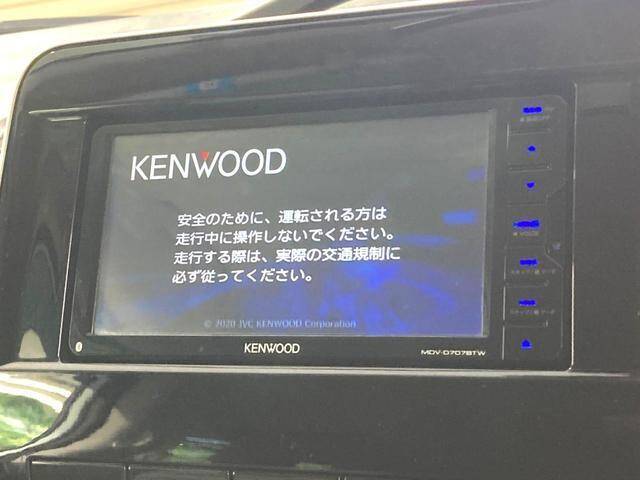 KENWOOD
安全のために、運転される方は
走行中に操作しないでください。
走行する際は、実際の交通規制に
必ず従ってください。
© 2020 JVC KENWOOD Corporation
KENWOOD
MDV-D707BTW